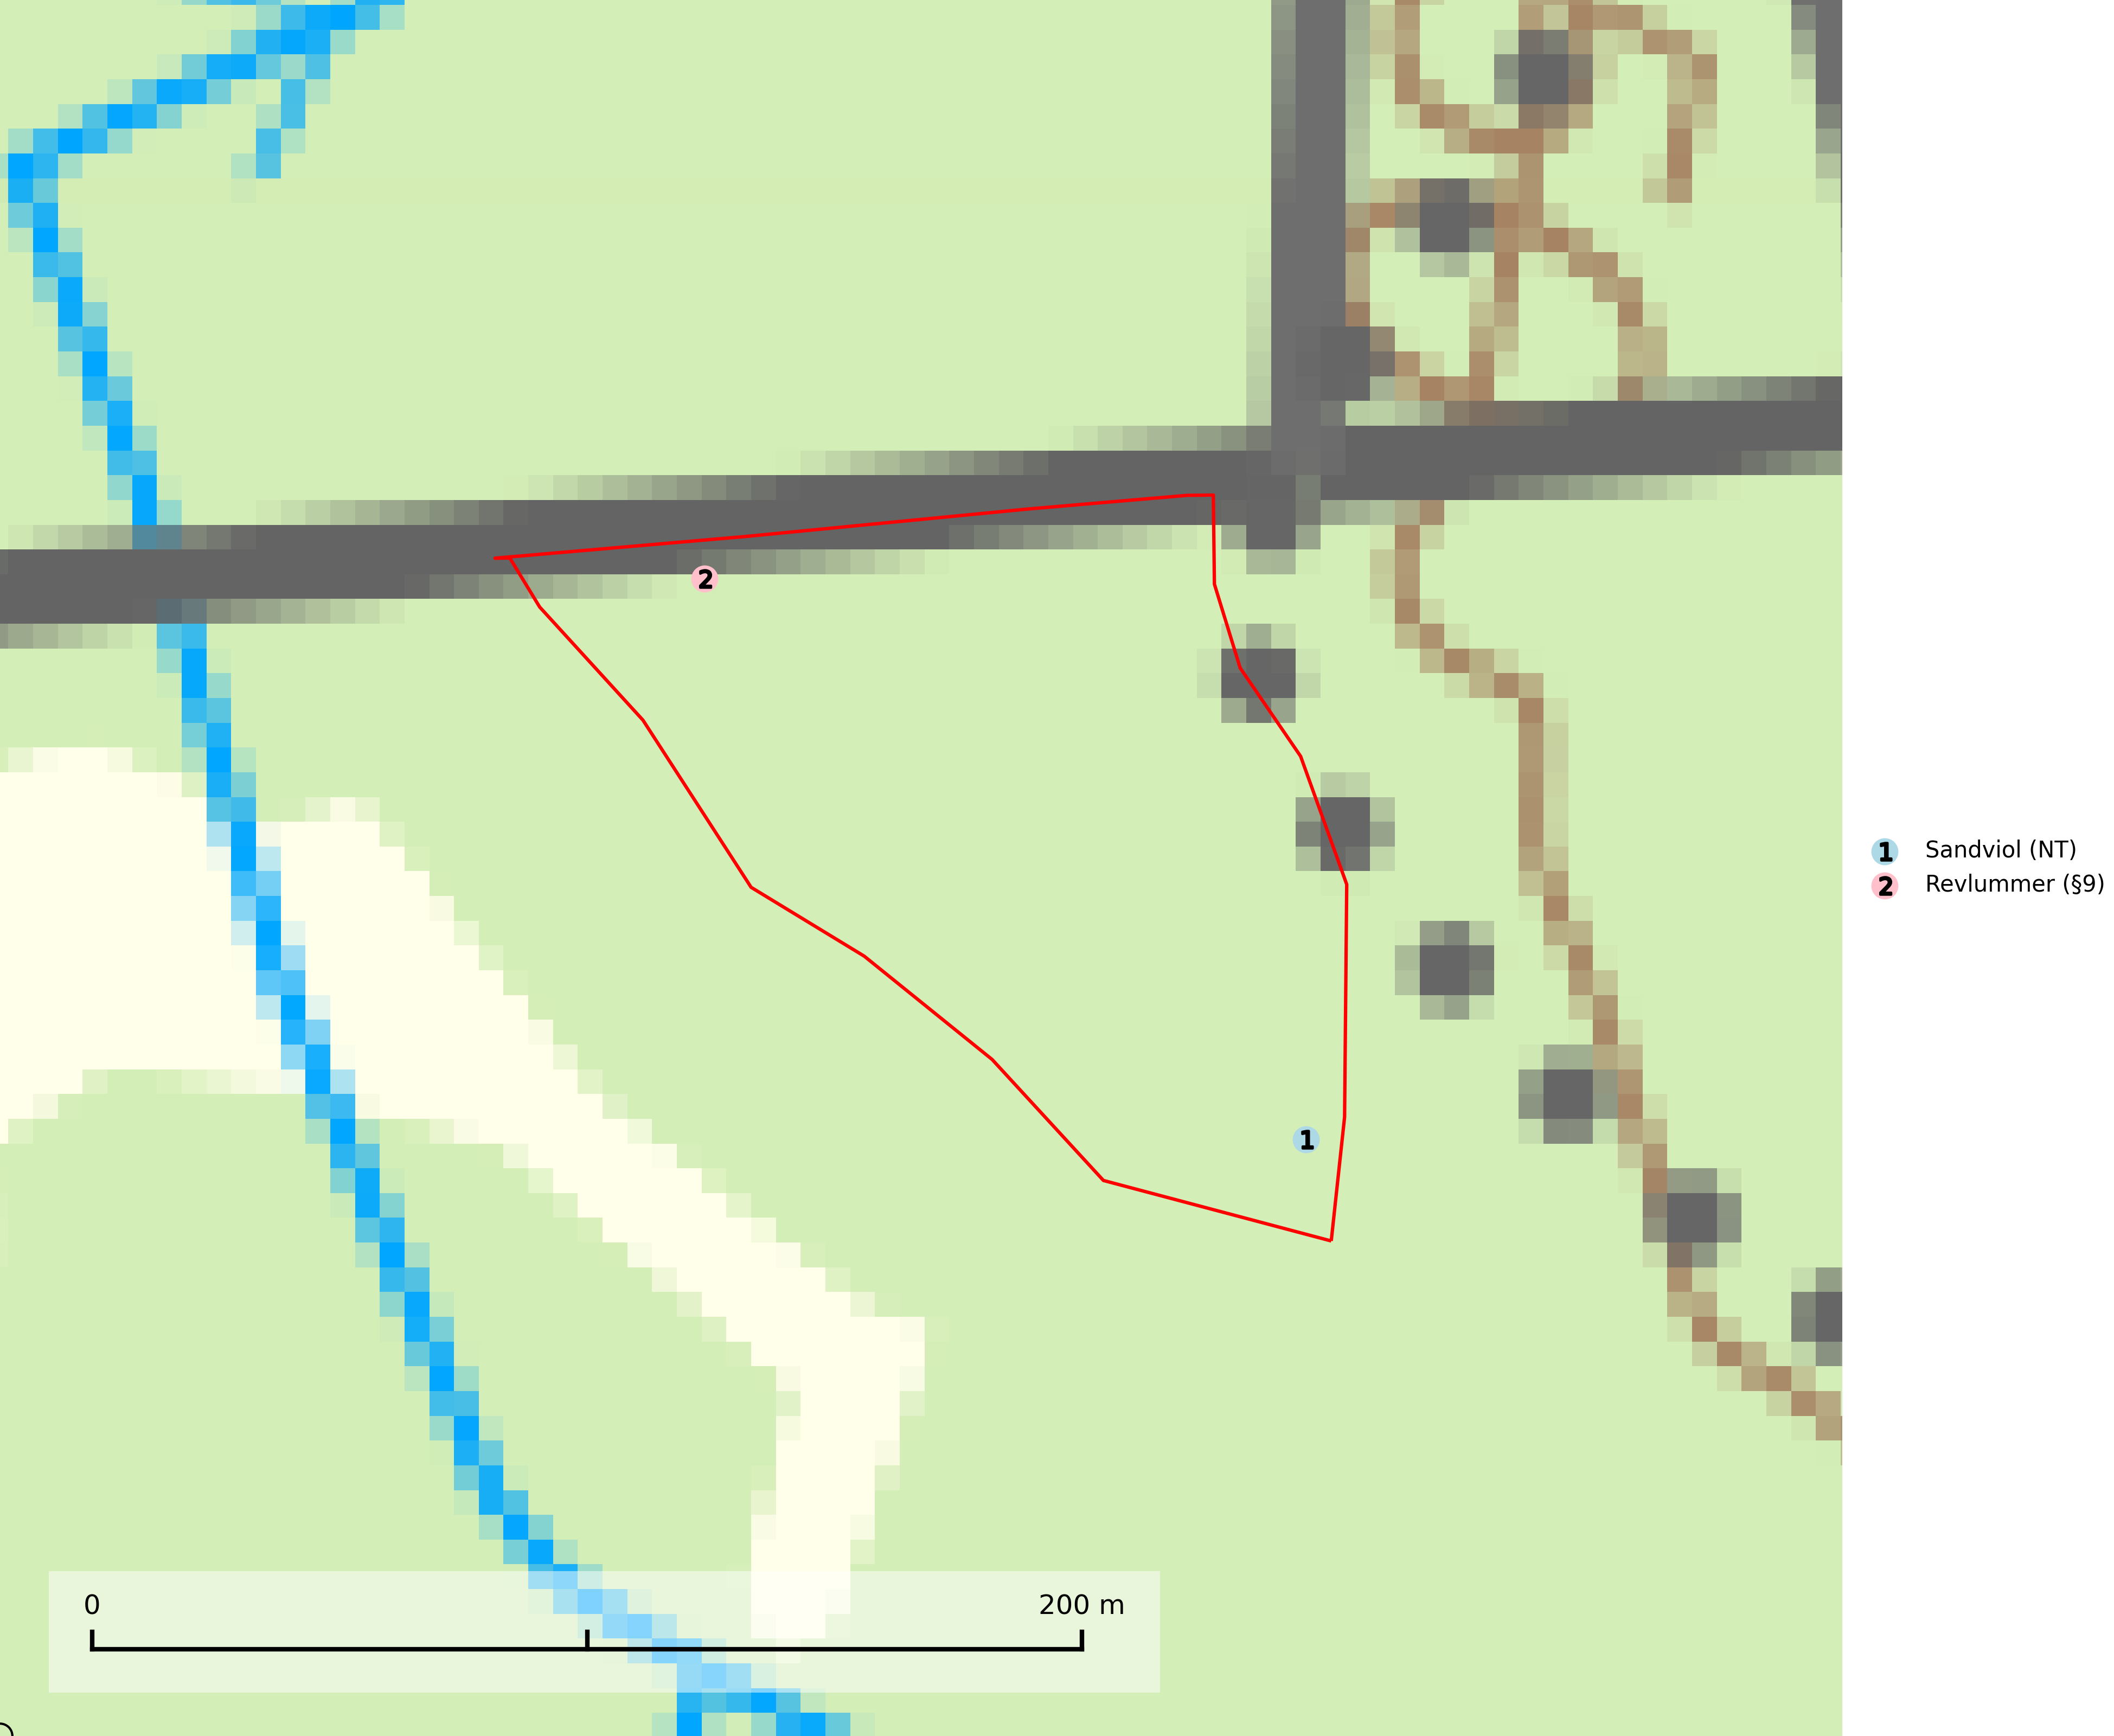 2
1
1 Sandviol (NT)
2 Revlummer (§9)
0 200 m